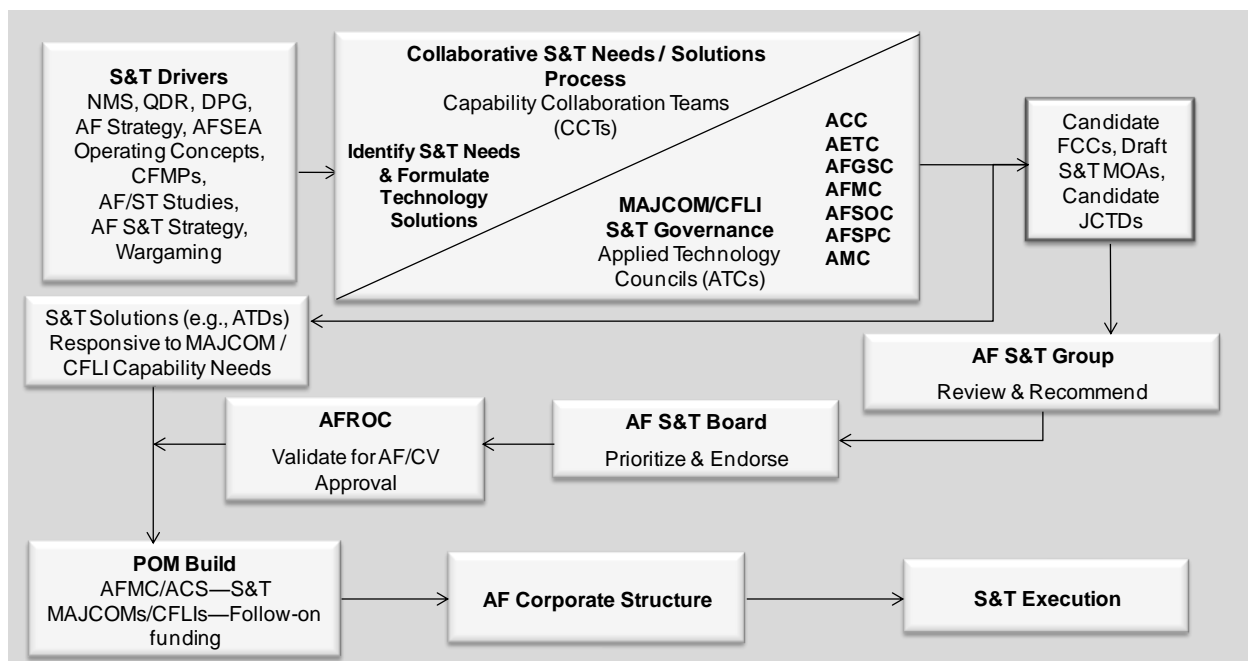 S&T Drivers
NMS, QDR, DPG,
AF Strategy, AFSEA
Operating Concepts,
CFMPs,
AF/ST Studies,
AF S&T Strategy,
Wargaming
Collaborative S&T Needs / Solutions
Process
Capability Collaboration Teams
(CCTs)
Identify S&T Needs
& Formulate
Technology
Solutions
MAJCOM/CFLI
S&T Governance
Applied Technology
Councils (ATCs)
ACC
AETC
AFGSC
AFMC
AFSOC
AFSPC
AMC
Candidate
FCCs, Draft
S&T MOAs,
Candidate
JCTDs
S&T Solutions (e.g., ATDs)
Responsive to MAJCOM /
CFLI Capability Needs
AF S&T Group
Review & Recommend
AF S&T Board
Prioritize & Endorse
AFROC
Validate for AF/CV
Approval
POM Build
AFMC/ACS—S&T
MAJCOMs/CFLIs—Follow-on
funding
AF Corporate Structure
S&T Execution